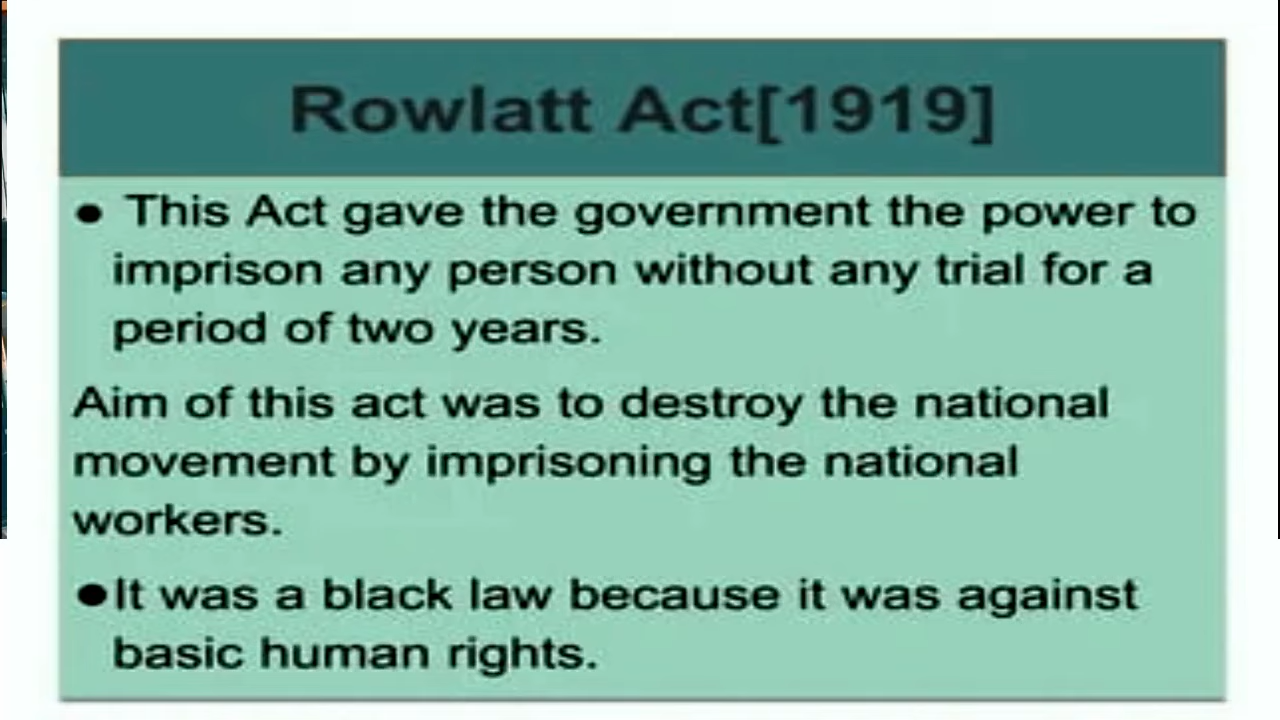 Rowlatt Act[1919]
● This Act gave the government the power to
imprison any person without any trial for a
period of two years.
Aim of this act was to destroy the national
movement by imprisoning the national
workers.
●It was a black law because it was against
basic human rights.